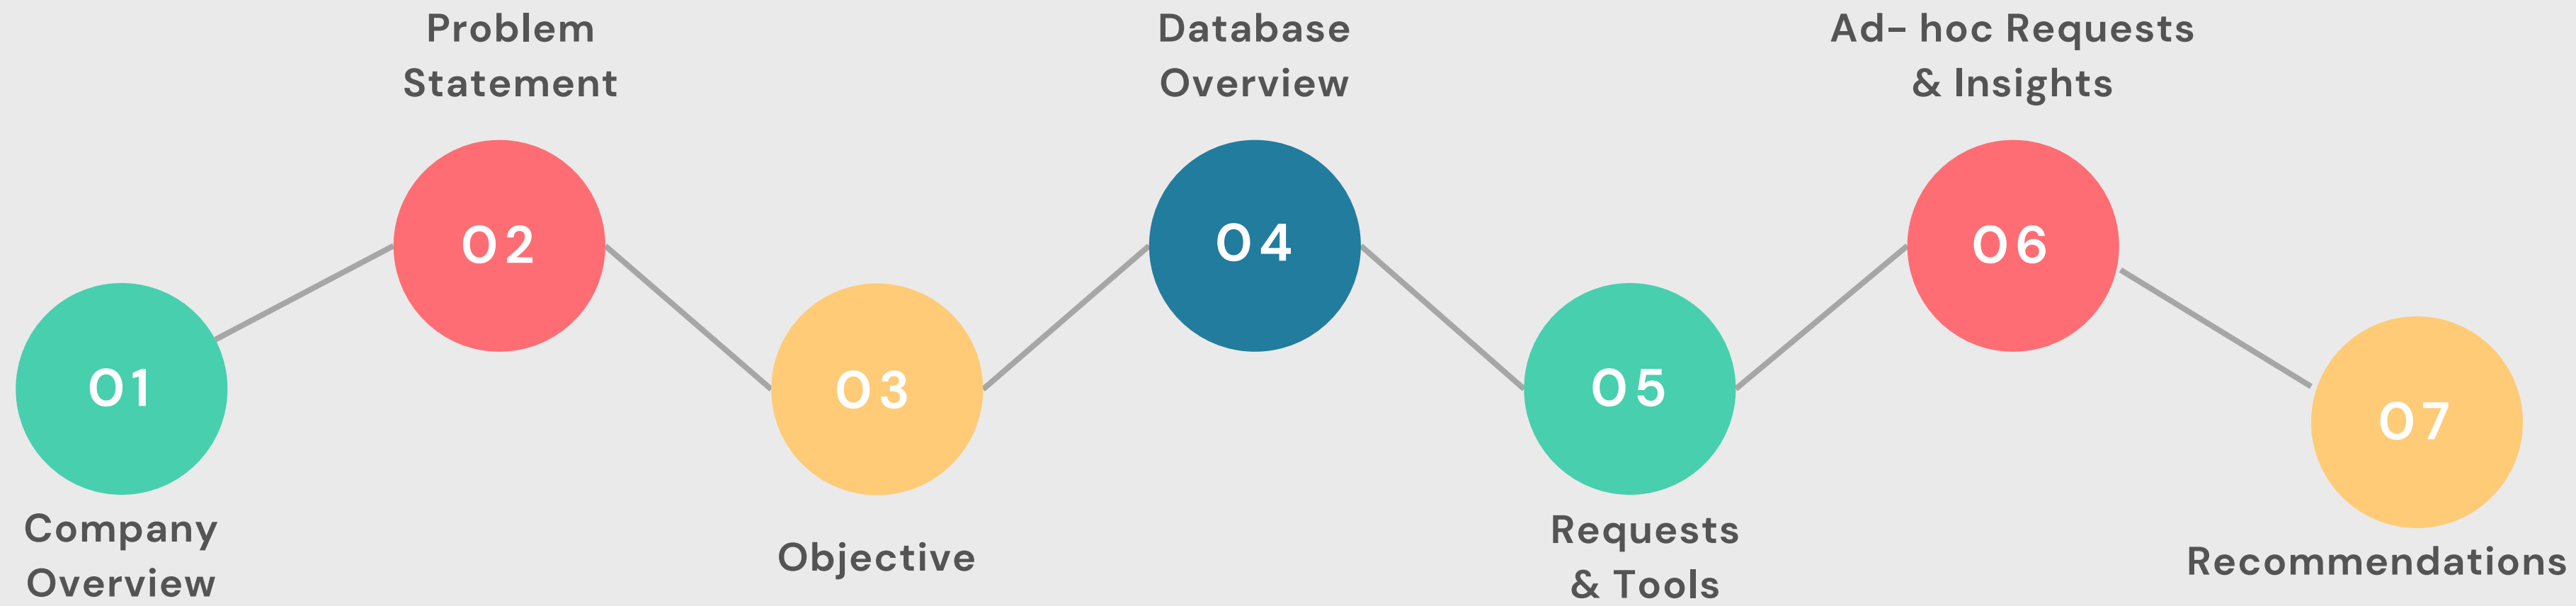 01
Company
Overview
Problem
Statement
02
03
Objective
Database
Overview
04
05
Requests
& Tools
Ad- hoc Requests
& Insights
06
07
Recommendations